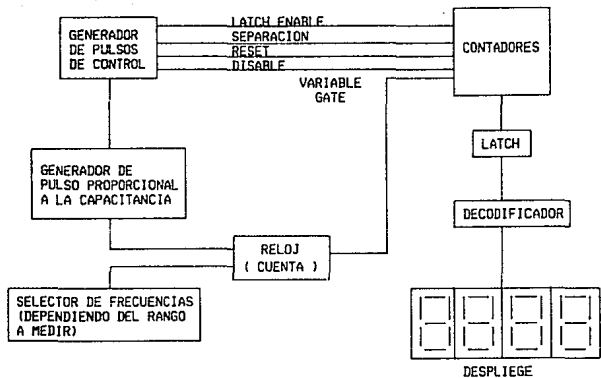 GENERADOR
DE PULSOS
DE CONTROL
LATCH ENABLE
SEPARACION
RESET
DISABLE
VARIABLE
GATE
CONTADORES
LATCH
GENERADOR DE
PULSO PROPORCIONAL
A LA CAPACITANCIA
DECODIFICADOR
RELOJ
( CUENTA )
SELECTOR DE FRECUENCIAS
(DEPENDIENDO DEL RANGO
A MEDIR)
DESPLIEGE